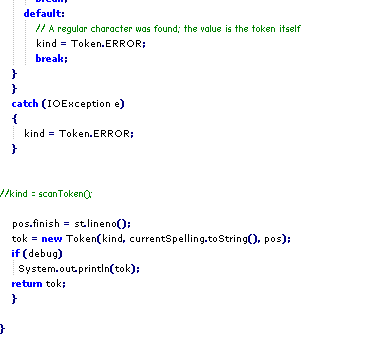 break;
default:
// A regular character was found; the value is the token itself
kind = Token.ERROR;
break;
}
}
catch (IOException e)
{
kind = Token.ERROR;
}
//kind = scanToken();
pos.finish = st.lineno();
tok = new Token(kind, currentSpelling.toString(), pos);
if (debug)
System.out.println(tok);
return tok;
}
}